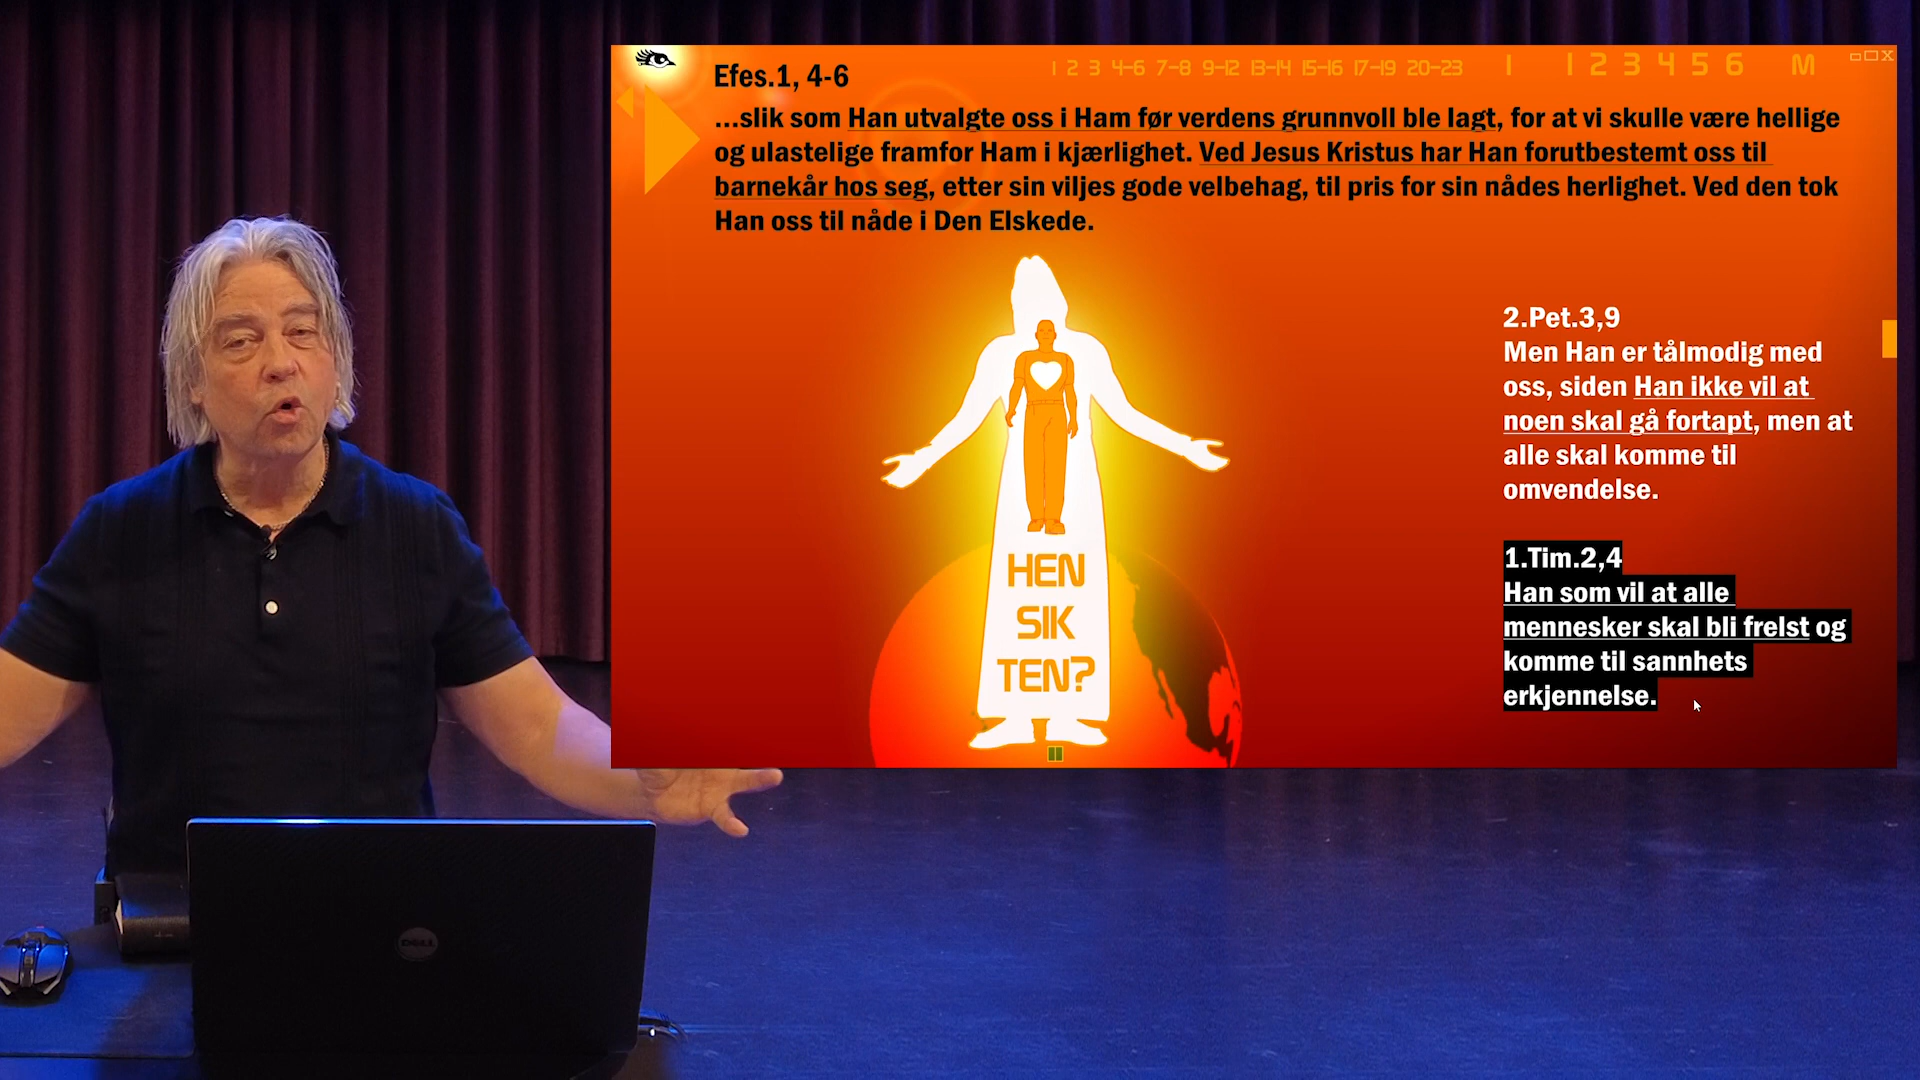 Efes.1, 4-6
1 2 3 4-6 7-8 9-12 13-14 15-16 17-19 20-23 1 1 2 3 4 5 6 M
...slik som Han utvalgte oss i Ham før verdens grunnvoll ble lagt, for at vi skulle være hellige
og ulastelige framfor Ham i kjærlighet. Ved Jesus Kristus har Han forutbestemt oss til
barnekår hos seg, etter sin viljes gode velbehag, til pris for sin nådes herlighet. Ved den tok
Han oss til nåde i Den Elskede.
HEN
SIK
TEN?
2.Pet.3,9
Men Han er tålmodig med
oss, siden Han ikke vil at
noen skal gå fortapt, men at
alle skal komme til
omvendelse.
1.Tim.2,4
Han som vil at alle
mennesker skal bli frelst og
komme til sannhets
erkjennelse.
DELL